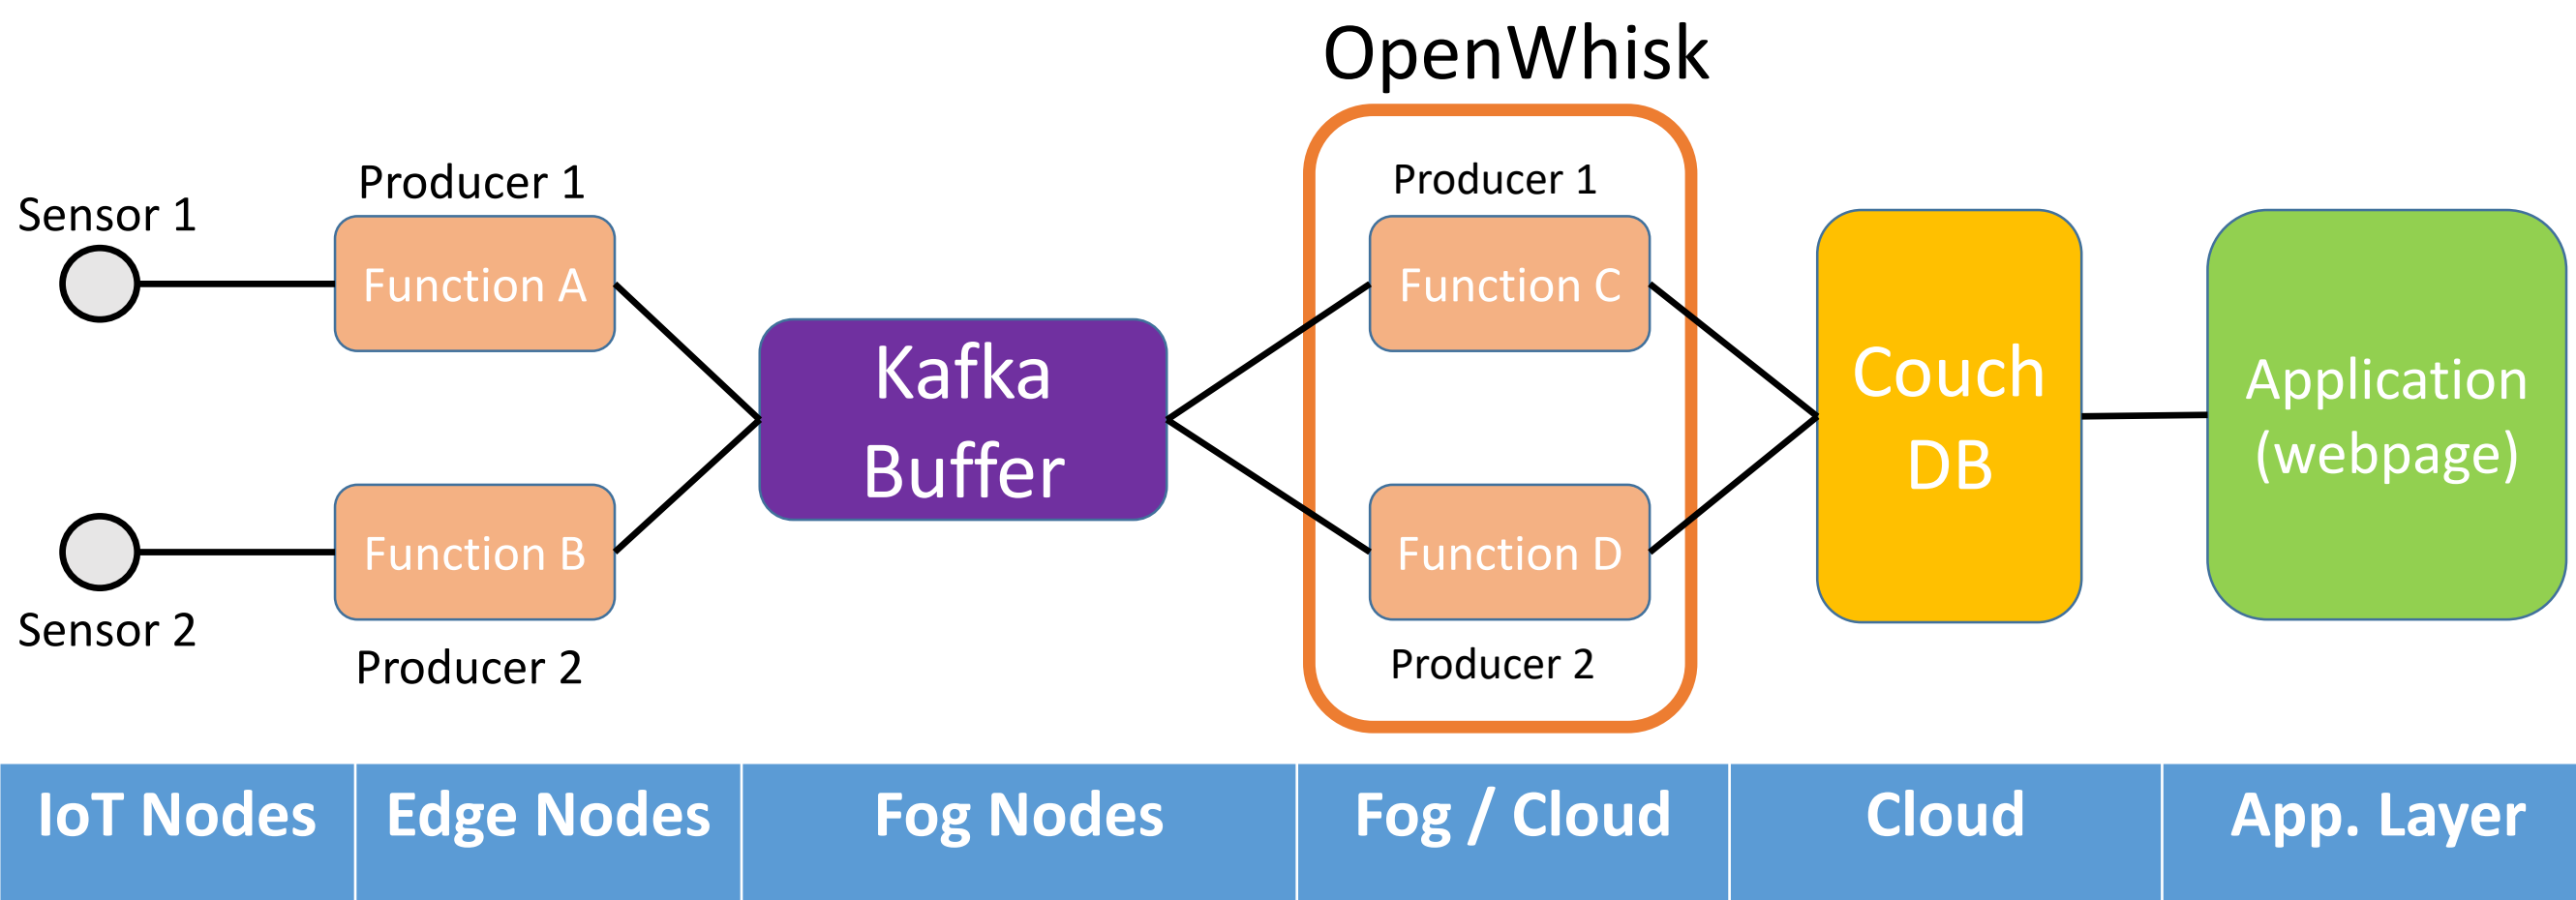 OpenWhisk
Sensor 1
Producer 1
Function A
Function B
Producer 2
Sensor 2
Kafka
Buffer
Producer 1
Function C
Function D
Producer 2
Couch
DB
Application
(webpage)
IoT Nodes
Edge Nodes
Fog Nodes
Fog / Cloud
Cloud
App. Layer